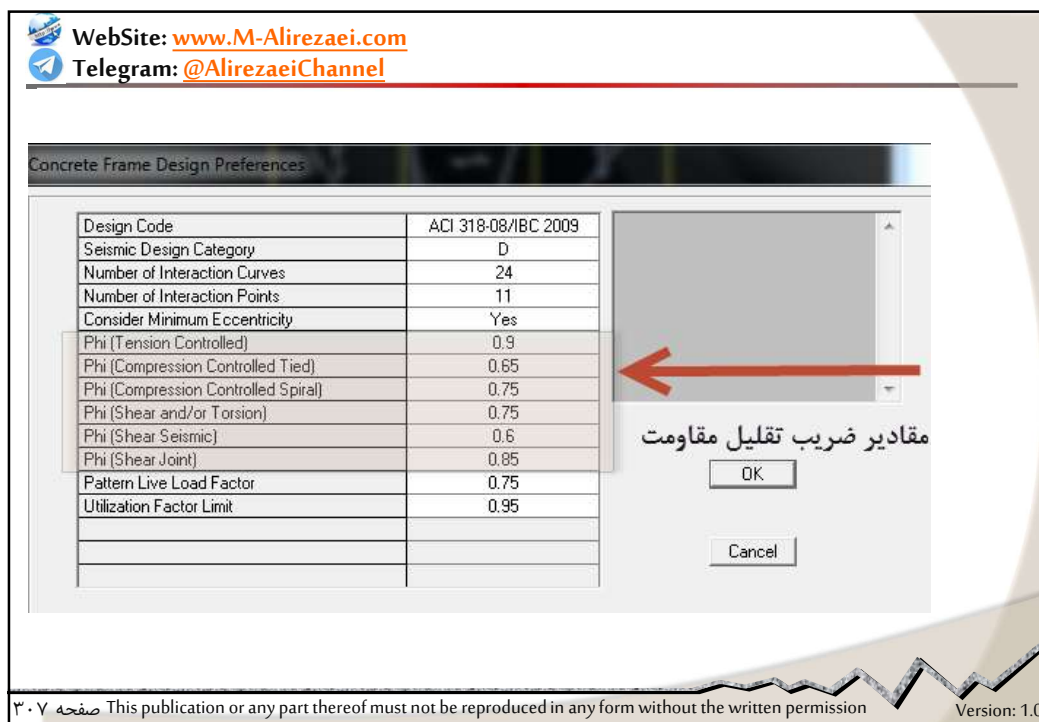 WebSite: www.M-Alirezaei.com
Telegram: @AlirezaeiChannel
Concrete Frame Design Preferences
Design Code ACI 318-08/IBC 2009
Seismic Design Category D
Number of Interaction Curves 24
Number of Interaction Points 11
Consider Minimum Eccentricity Yes
Phi (Tension Controlled) 0.9
Phi (Compression Controlled Tied) 0.65
Phi (Compression Controlled Spiral) 0.75
Phi (Shear and/or Torsion) 0.75
Phi (Shear Seismic) 0.6
Phi (Shear Joint) 0.85
Pattern Live Load Factor 0.75
Utilization Factor Limit 0.95
مقادیر ضریب تقلیل مقاومت
OK
Cancel
صفحه ۳۰۷ This publication or any part thereof must not be reproduced in any form without the written permission
Version: 1.0